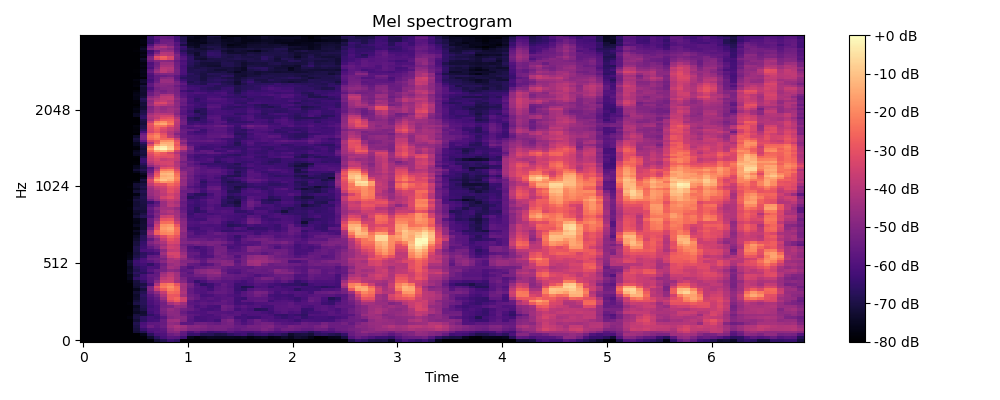 Mel spectrogram
+0 dB
-10 dB
2048
-20 dB
-30 dB
Hz
1024
-40 dB
-50 dB
512
-60 dB
-70 dB
0
-80 dB
0 1 2 3 4 5 6
Time